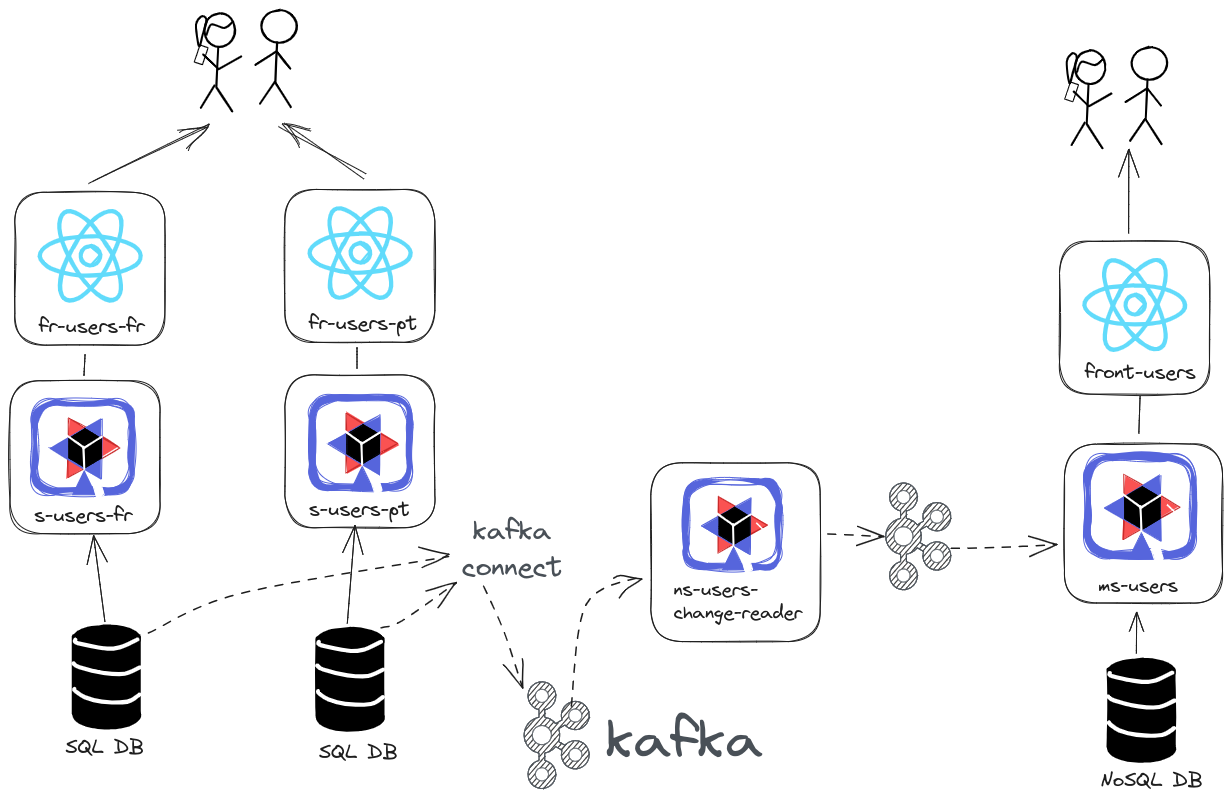 fr-users-fr
fr-users-pt
front-users
s-users-fr
s-users-pt
kafka
connect
ns-users-
change-reader
ms-users
SQL DB
SQL DB
kafka
NoSQL DB